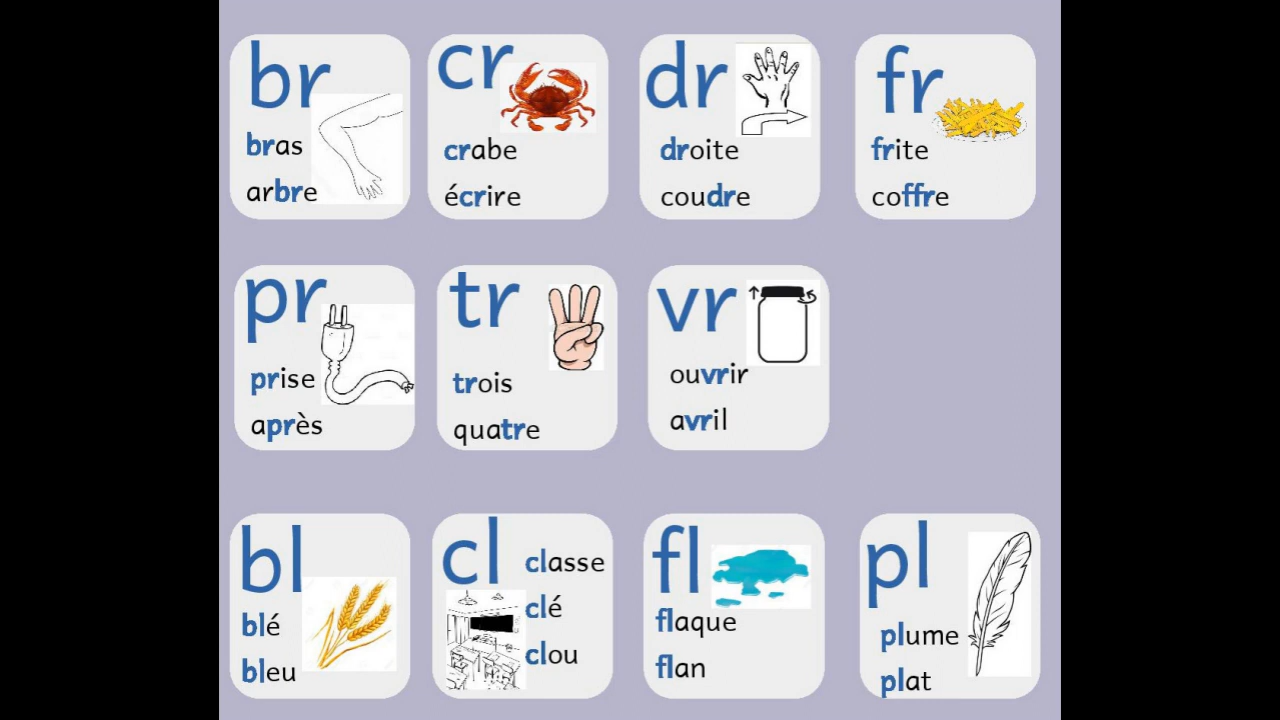 br
bras
arbre
cr
crabe
écrire
dr
droite
coudre
fr
frite
coffre
pr
prise
après
tr
trois
quatre
vr
ouvrir
avril
bl
blé
bleu
cl
classe
clé
clou
fl
flaque
flan
pl
plume
plat